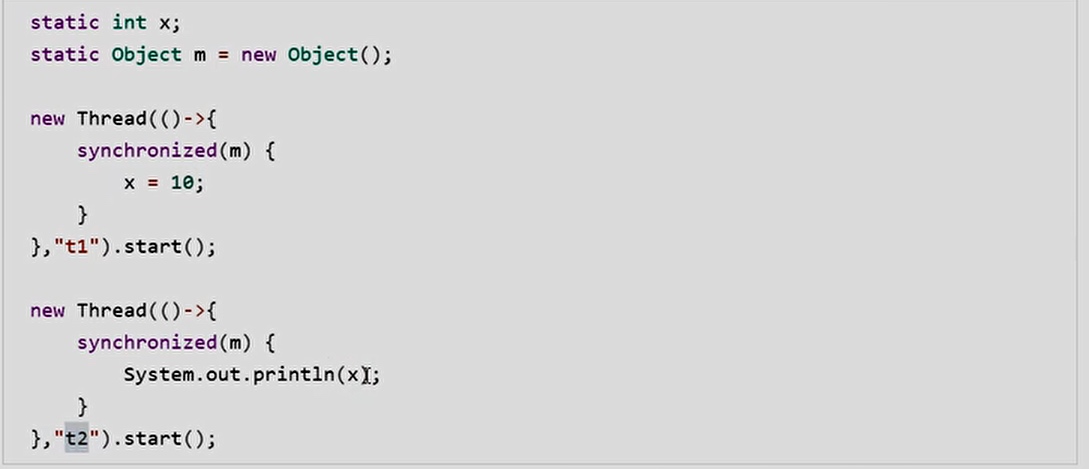 static int x;
static Object m = new Object();
new Thread(()->{
synchronized(m) {
x = 10;
}
},"t1").start();
new Thread(()->{
synchronized(m) {
System.out.println(x);
}
},"t2").start();